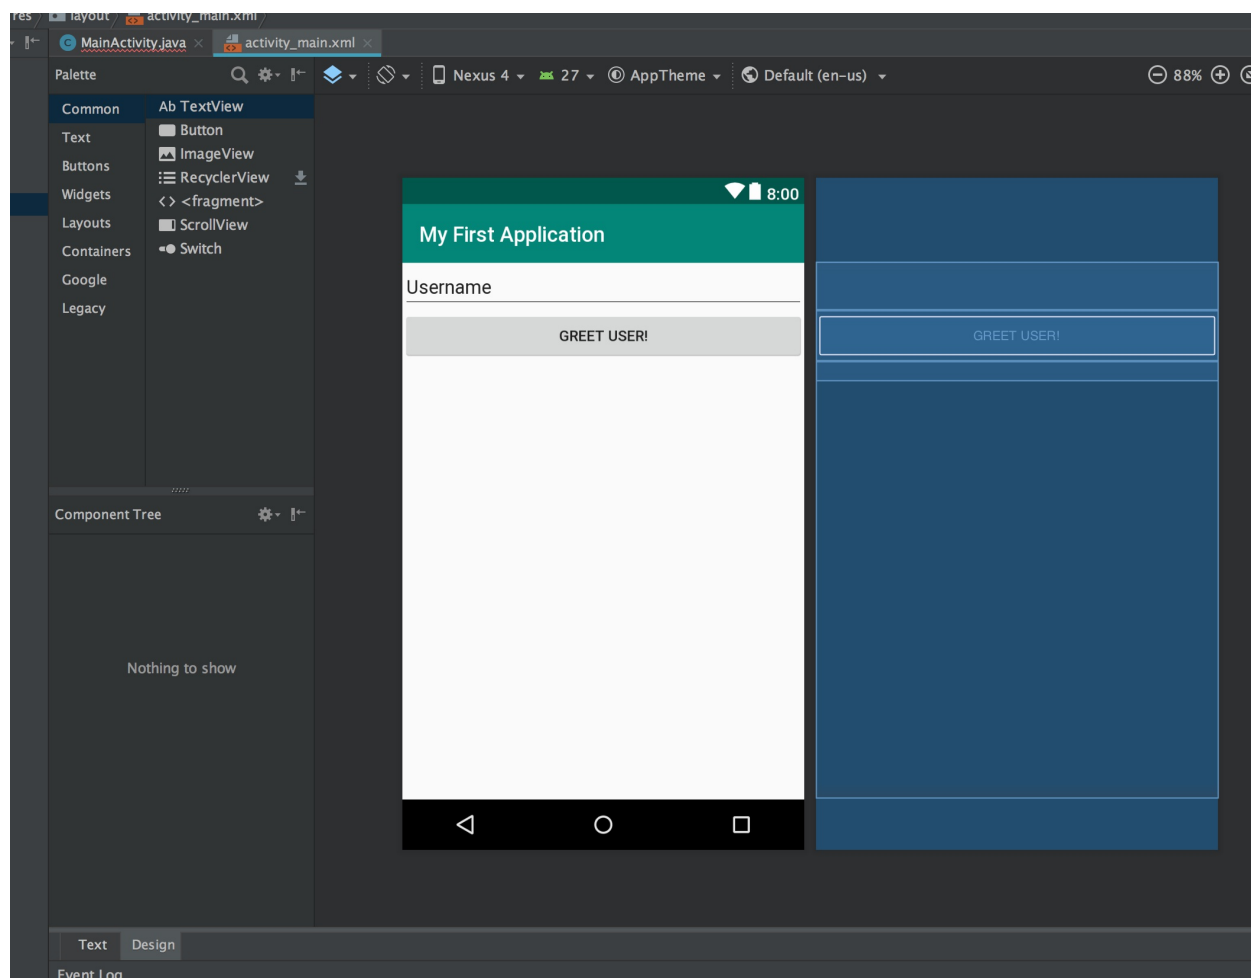 res layout activity_main.xml
MainActivity.java activity_main.xml
Palette
Nexus 4 27 AppTheme Default (en-us) 88%
Common
Text
Buttons
Widgets
Layouts
Containers
Google
Legacy
Ab TextView
Button
ImageView
RecyclerView
<fragment>
ScrollView
Switch
8:00
My First Application
Username
GREET USER!
GREET USER!
Component Tree
Nothing to show
Text Design
Event Log